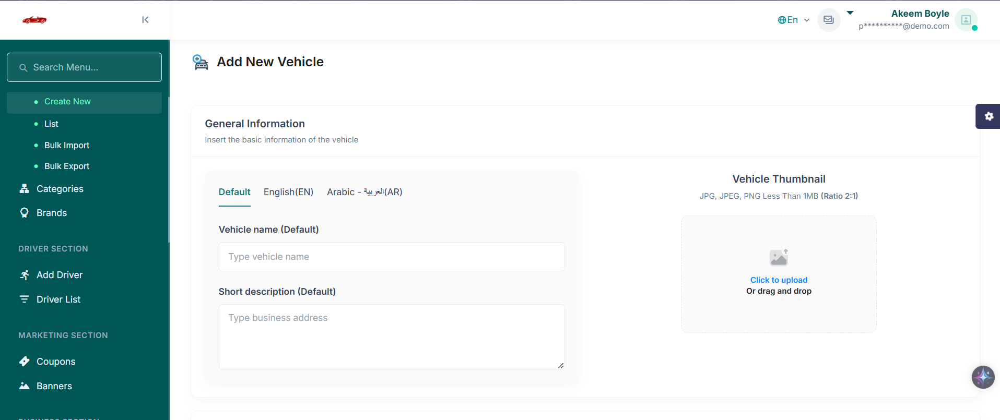 En
Akeem Boyle
p**********@demo.com
Search Menu...
Create New
List
Bulk Import
Bulk Export
Categories
Brands
DRIVER SECTION
Add Driver
Driver List
MARKETING SECTION
Coupons
Banners
BUSINESS SECTION
Add New Vehicle
General Information
Insert the basic information of the vehicle
Default English(EN) Arabic - العربية(AR)
Vehicle name (Default)
Type vehicle name
Short description (Default)
Type business address
Vehicle Thumbnail
JPG, JPEG, PNG Less Than 1MB (Ratio 2:1)
Click to upload
Or drag and drop